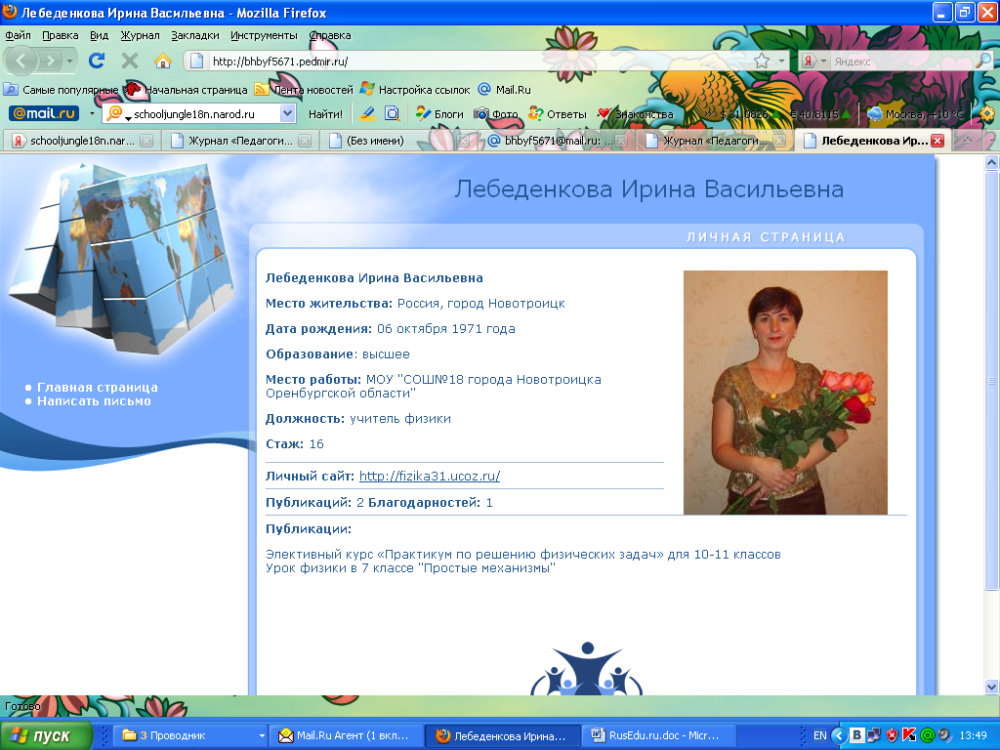 Лебеденкова Ирина Васильевна - Mozilla Firefox
Файл Правка Вид Журнал Закладки Инструменты Справка
http://bhbyf5671.pedmir.ru/
Яндекс
Самые популярные Начальная страница Лента новостей Настройка ссылок Mail.Ru
@mail.ru schooljungle18n.narod.ru Найти! Блоги Фото Ответы Знакомства $ 31.0826 € 40.8115 Москва, +10 °C
schooljungle18n.nar... Журнал «Педагоги... (Без имени) bhbyf5671@mail.ru: ... Журнал «Педагоги... Лебеденкова Ир...
Лебеденкова Ирина Васильевна
ЛИЧНАЯ СТРАНИЦА
Главная страница
Написать письмо
Лебеденкова Ирина Васильевна
Место жительства: Россия, город Новотроицк
Дата рождения: 06 октября 1971 года
Образование: высшее
Место работы: МОУ "СОШ№18 города Новотроицка
Оренбургской области"
Должность: учитель физики
Стаж: 16
Личный сайт: http://fizika31.ucoz.ru/
Публикаций: 2 Благодарностей: 1
Публикации:
Элективный курс «Практикум по решению физических задач» для 10-11 классов
Урок физики в 7 классе "Простые механизмы"
Готово
пуск 3 Проводник Mail.Ru Агент (1 вкл... Лебеденкова Ирина... RusEdu.ru.doc - Micr... EN 13:49